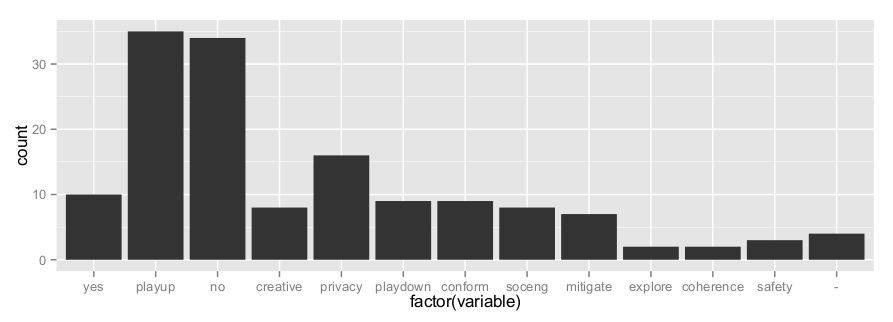 count
30
20
10
0
yes playup no creative privacy playdown conform soceng mitigate explore coherence safety -
factor(variable)